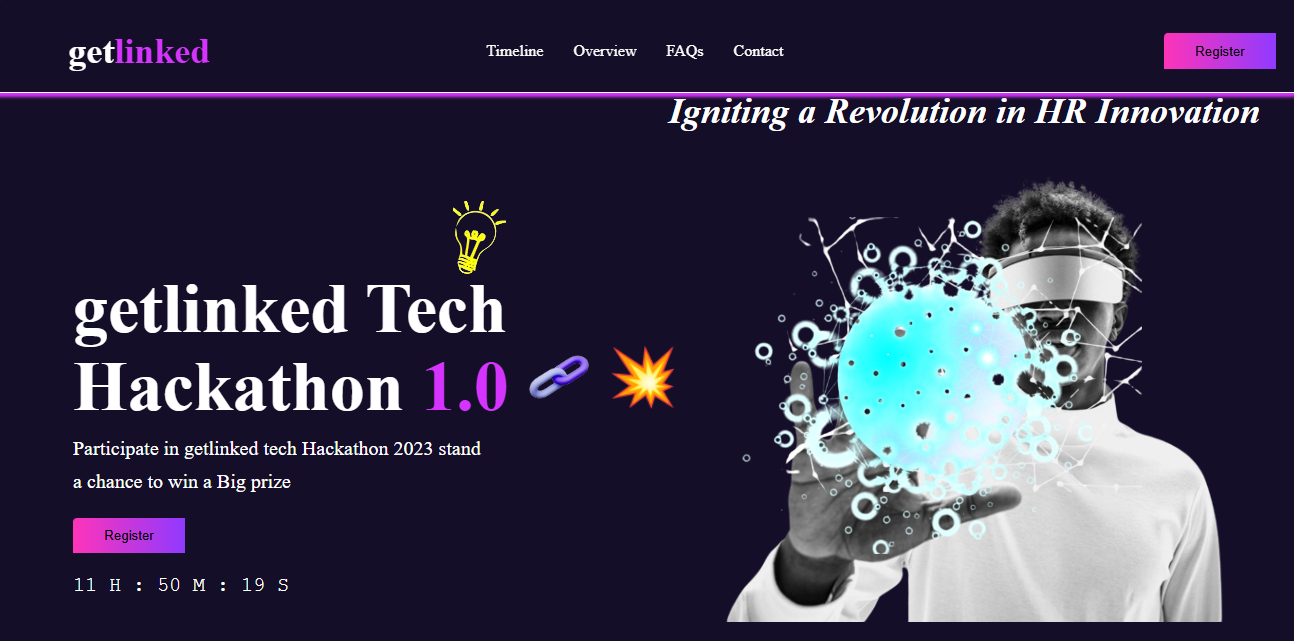 getlinked
Timeline Overview FAQs Contact
Register
Igniting a Revolution in HR Innovation
getlinked Tech
Hackathon 1.0
Participate in getlinked tech Hackathon 2023 stand
a chance to win a Big prize
Register
11 H : 50 M : 19 S